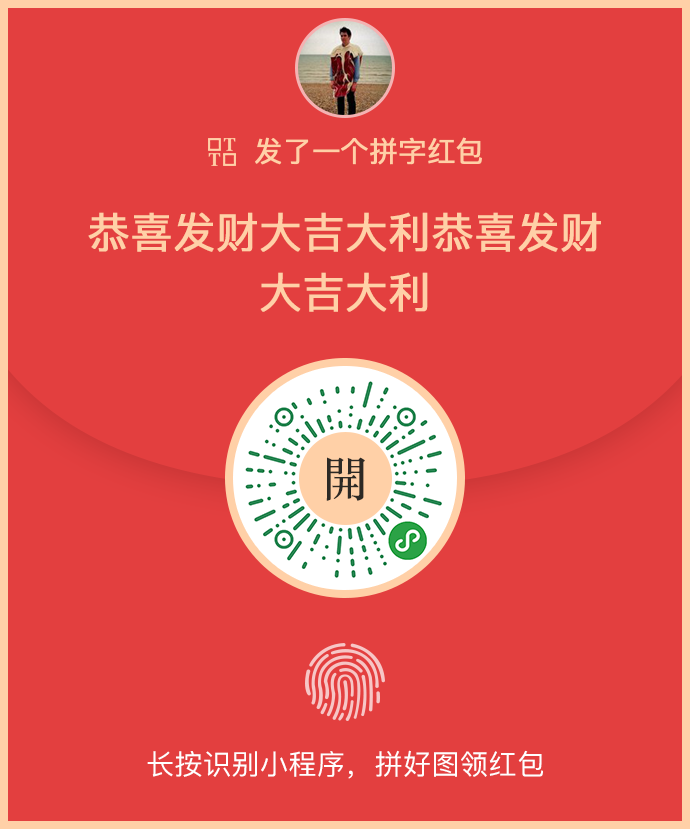 发了一个拼字红包
恭喜发财大吉大利恭喜发财
大吉大利
開
长按识别小程序，拼好图领红包